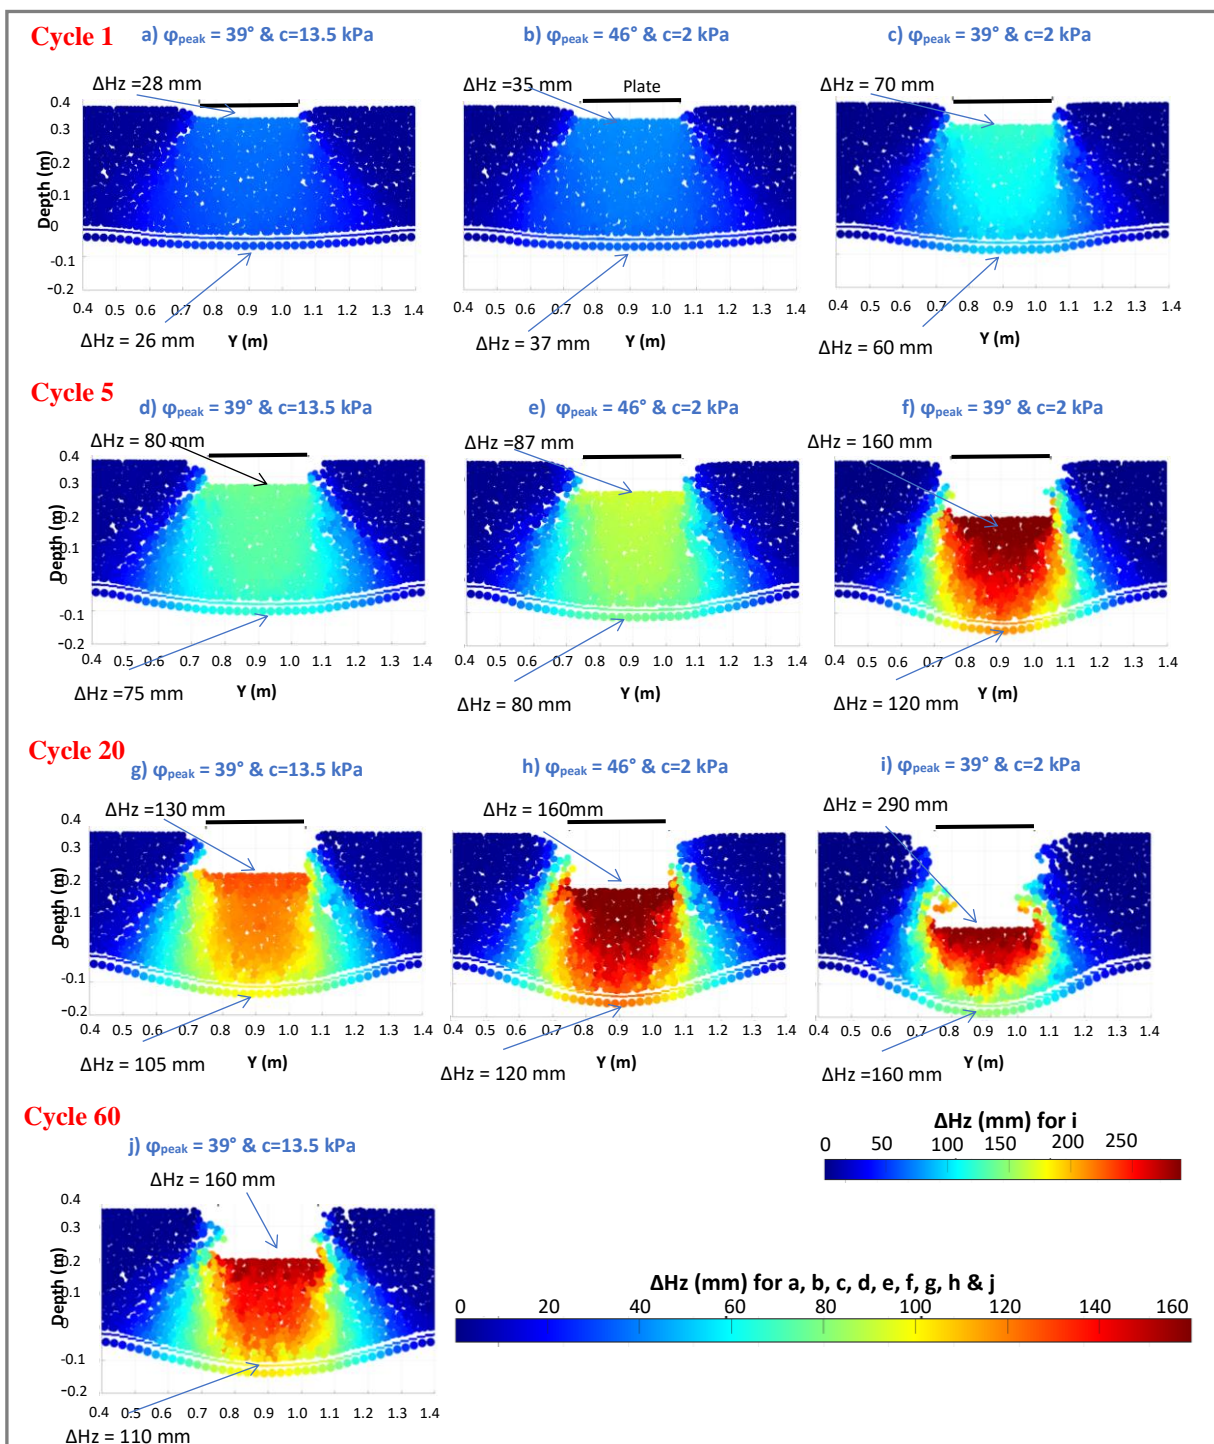 Cycle 1
a) φpeak = 39° & c=13.5 kPa
b) φpeak = 46° & c=2 kPa
c) φpeak = 39° & c=2 kPa
ΔHz =28 mm
ΔHz =35 mm
Plate
ΔHz = 70 mm
Depth (m)
0.4
0.3
0.2
0.1
0
-0.1
-0.2
0.4 0.5 0.6 0.7 0.8 0.9 1.0 1.1 1.2 1.3 1.4
0.4 0.5 0.6 0.7 0.8 0.9 1.0 1.1 1.2 1.3 1.4
0.4 0.5 0.6 0.7 0.8 0.9 1.0 1.1 1.2 1.3 1.4
ΔHz = 26 mm
Y (m)
ΔHz = 37 mm
Y (m)
ΔHz = 60 mm
Y (m)
Cycle 5
d) φpeak = 39° & c=13.5 kPa
e) φpeak = 46° & c=2 kPa
f) φpeak = 39° & c=2 kPa
ΔHz = 80 mm
ΔHz =87 mm
ΔHz = 160 mm
Depth (m)
0.4
0.3
0.2
0.1
0
-0.1
-0.2
0.4 0.5 0.6 0.7 0.8 0.9 1.0 1.1 1.2 1.3 1.4
0.4 0.5 0.6 0.7 0.8 0.9 1.0 1.1 1.2 1.3 1.4
0.4 0.5 0.6 0.7 0.8 0.9 1.0 1.1 1.2 1.3 1.4
ΔHz =75 mm
Y (m)
ΔHz = 80 mm
Y (m)
ΔHz = 120 mm
Y (m)
Cycle 20
g) φpeak = 39° & c=13.5 kPa
h) φpeak = 46° & c=2 kPa
i) φpeak = 39° & c=2 kPa
ΔHz =130 mm
ΔHz =160mm
ΔHz = 290 mm
Depth (m)
0.4
0.3
0.2
0.1
0
-0.1
-0.2
0.4 0.5 0.6 0.7 0.8 0.9 1.0 1.1 1.2 1.3 1.4
0.4 0.5 0.6 0.7 0.8 0.9 1.0 1.1 1.2 1.3 1.4
0.4 0.5 0.6 0.7 0.8 0.9 1.0 1.1 1.2 1.3 1.4
ΔHz = 105 mm
Y (m)
ΔHz = 120 mm
Y (m)
ΔHz =160 mm
Y (m)
Cycle 60
j) φpeak = 39° & c=13.5 kPa
ΔHz = 160 mm
Depth (m)
0.4
0.3
0.2
0.1
0
-0.1
-0.2
0.4 0.5 0.6 0.7 0.8 0.9 1.0 1.1 1.2 1.3 1.4
ΔHz = 110 mm
ΔHz (mm) for i
0 50 100 150 200 250
ΔHz (mm) for a, b, c, d, e, f, g, h & j
0 20 40 60 80 100 120 140 160